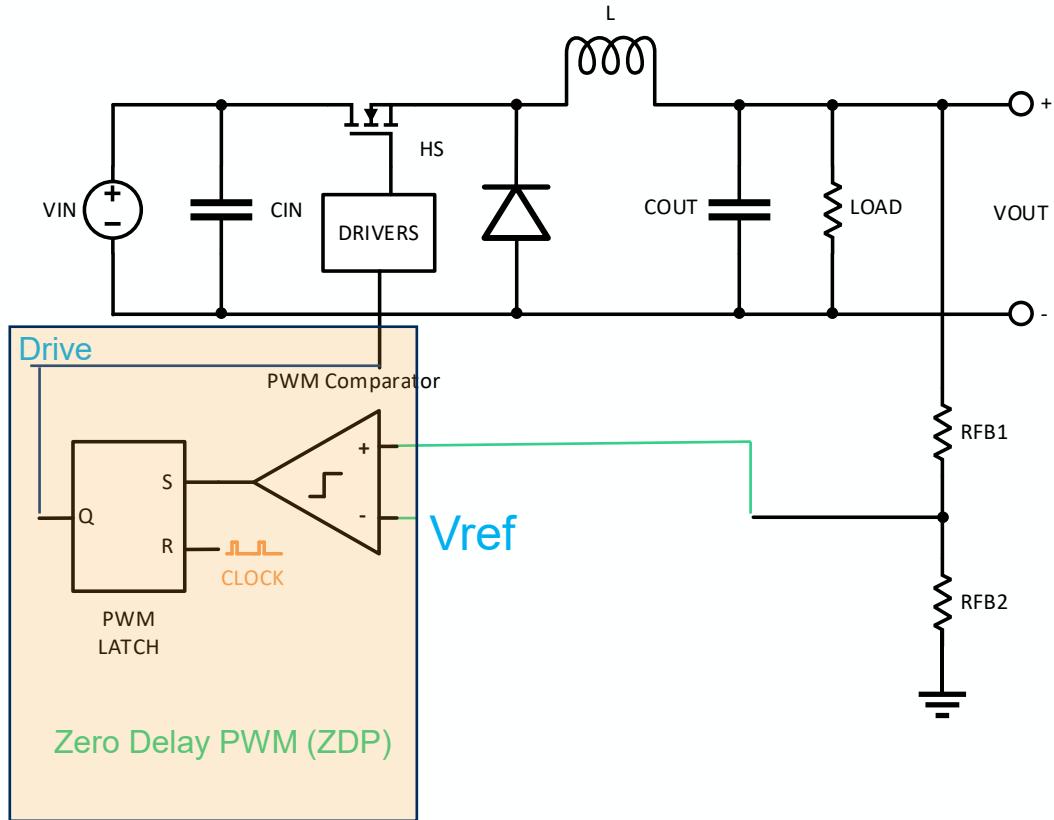 L
+
HS
VIN
+
−
CIN
DRIVERS
COUT
LOAD
VOUT
-
Drive
PWM Comparator
+
-
S
Q
R
CLOCK
PWM
LATCH
Vref
RFB1
RFB2
Zero Delay PWM (ZDP)